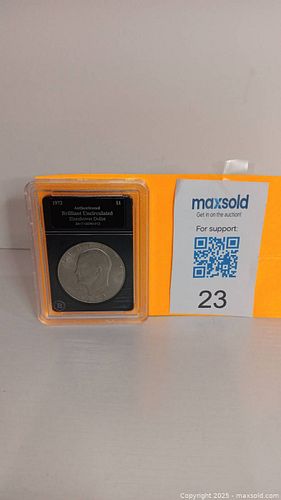 1972 $1
Authenticated
Brilliant Uncirculated
Eisenhower Dollar
maxsold
Get in on the auction!
For support:
23
Copyright 2025 - maxsold.com